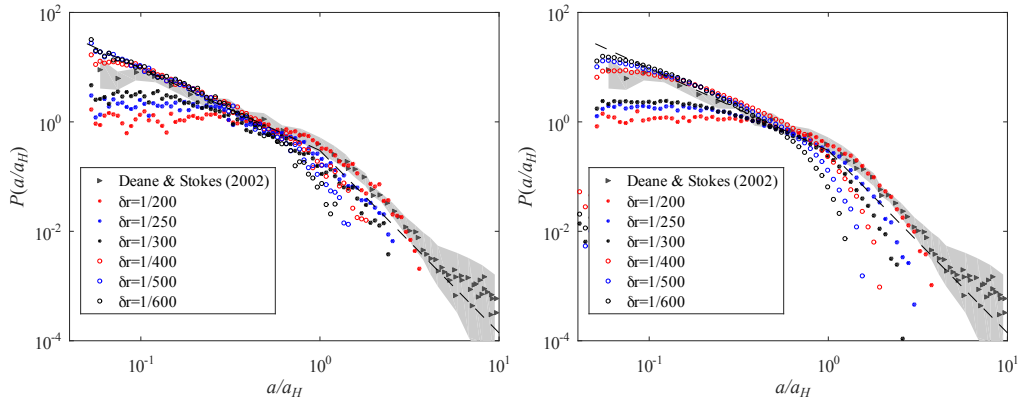 10^2
10^0
10^-2
10^-4
P(a/a_H)
Deane & Stokes (2002)
δr=1/200
δr=1/250
δr=1/300
δr=1/400
δr=1/500
δr=1/600
10^-1
10^0
10^1
a/a_H
10^2
10^0
10^-2
10^-4
P(a/a_H)
Deane & Stokes (2002)
δr=1/200
δr=1/250
δr=1/300
δr=1/400
δr=1/500
δr=1/600
10^-1
10^0
10^1
a/a_H